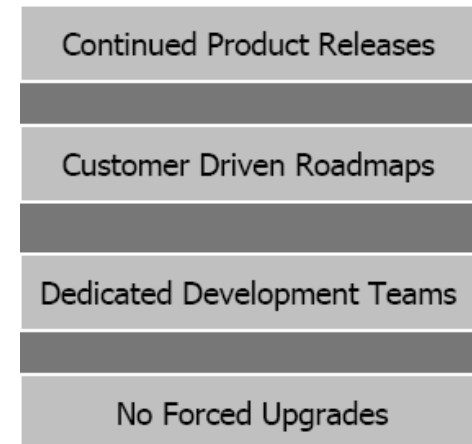 Continued Product Releases
Customer Driven Roadmaps
Dedicated Development Teams
No Forced Upgrades